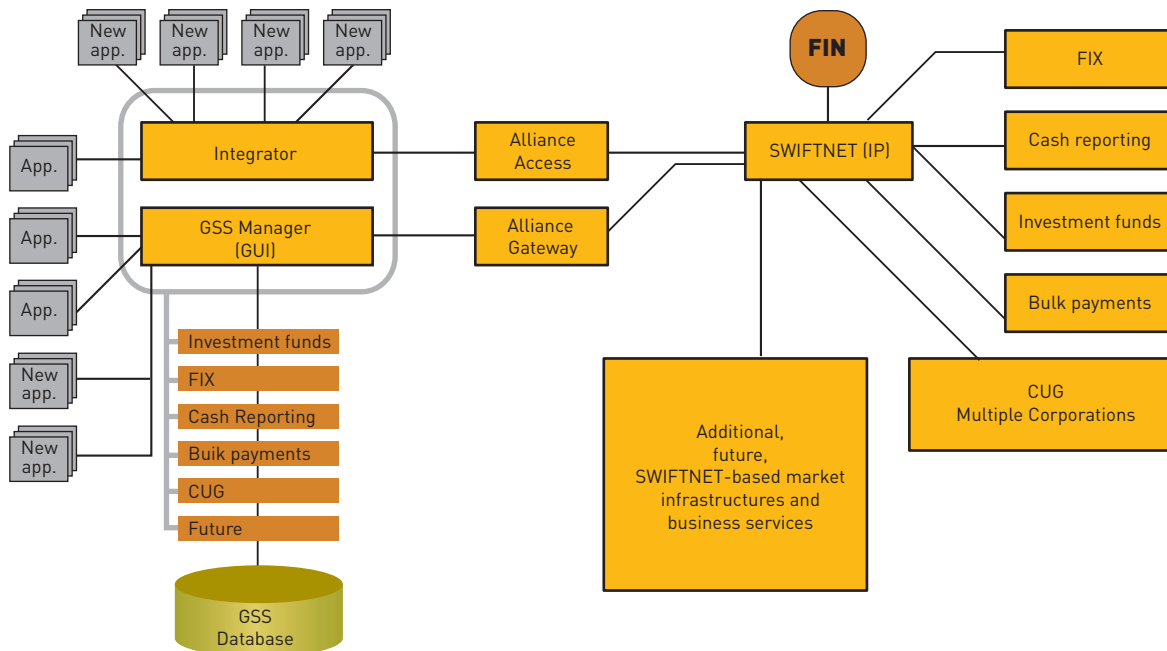 New
app.
New
app.
New
app.
New
app.
FIN
FIX
App.
Integrator
Alliance
Access
SWIFTNET (IP)
Cash reporting
App.
GSS Manager
(GUI)
Alliance
Gateway
Investment funds
App.
Bulk payments
New
app.
New
app.
Investment funds
FIX
Cash Reporting
Buik payments
CUG
Future
GSS
Database
Additional,
future,
SWIFTNET-based market
infrastructures and
business services
CUG
Multiple Corporations